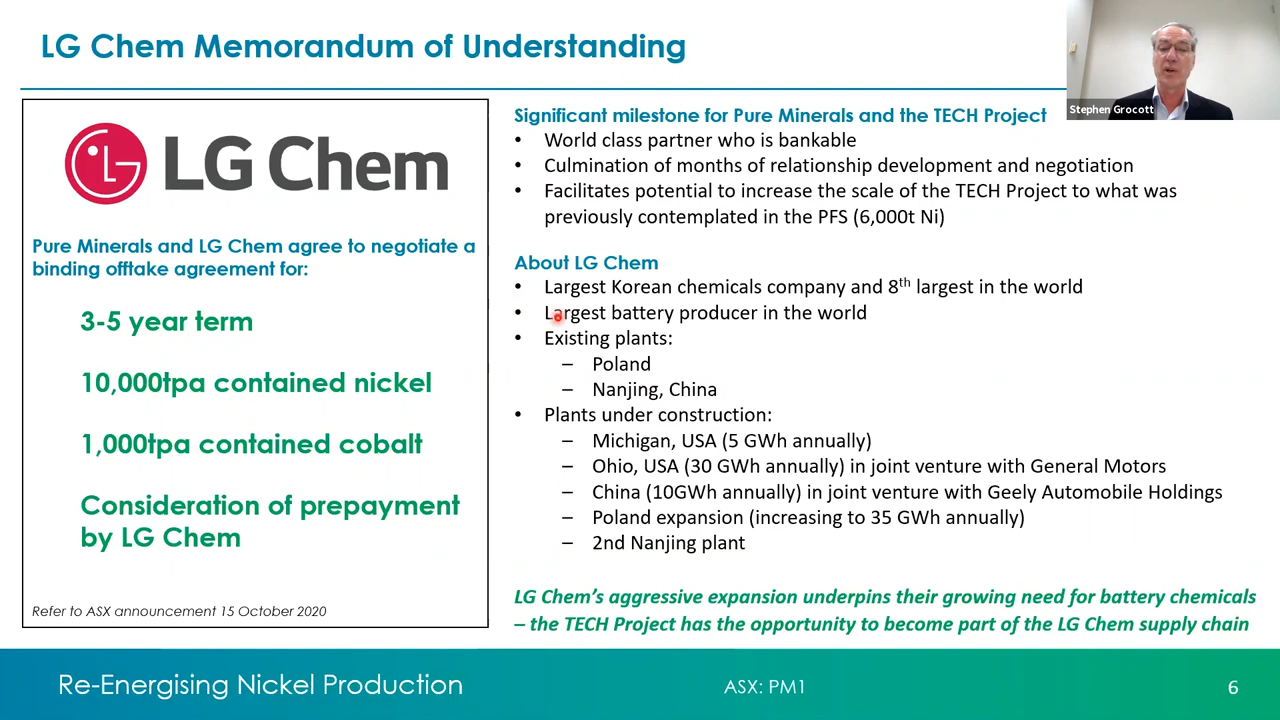 LG Chem Memorandum of Understanding
Stephen Grocott
LG Chem
Pure Minerals and LG Chem agree to negotiate a
binding offtake agreement for:
3-5 year term
10,000tpa contained nickel
1,000tpa contained cobalt
Consideration of prepayment
by LG Chem
Refer to ASX announcement 15 October 2020
Significant milestone for Pure Minerals and the TECH Project
• World class partner who is bankable
• Culmination of months of relationship development and negotiation
• Facilitates potential to increase the scale of the TECH Project to what was
previously contemplated in the PFS (6,000t Ni)
About LG Chem
• Largest Korean chemicals company and 8th largest in the world
• Largest battery producer in the world
• Existing plants:
– Poland
– Nanjing, China
• Plants under construction:
– Michigan, USA (5 GWh annually)
– Ohio, USA (30 GWh annually) in joint venture with General Motors
– China (10GWh annually) in joint venture with Geely Automobile Holdings
– Poland expansion (increasing to 35 GWh annually)
– 2nd Nanjing plant
LG Chem's aggressive expansion underpins their growing need for battery chemicals
– the TECH Project has the opportunity to become part of the LG Chem supply chain
Re-Energising Nickel Production
ASX: PM1
6